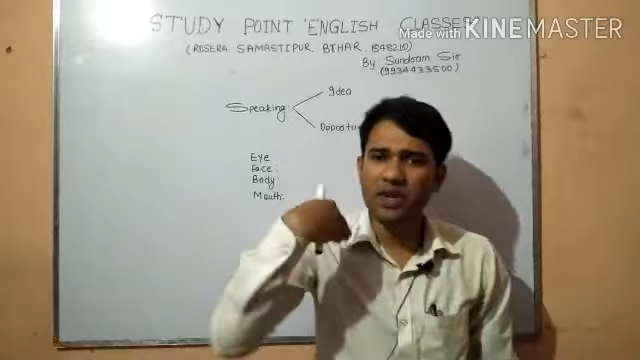 STUDY POINT ENGLISH CLASSES
Made with KINEMASTER
(ROSERA SAMASTIPUR, BIHAR, 848210)
By Sundram Sir
(9934433500)
Speaking
Idea
Eye
Face:
Body
Mouth: